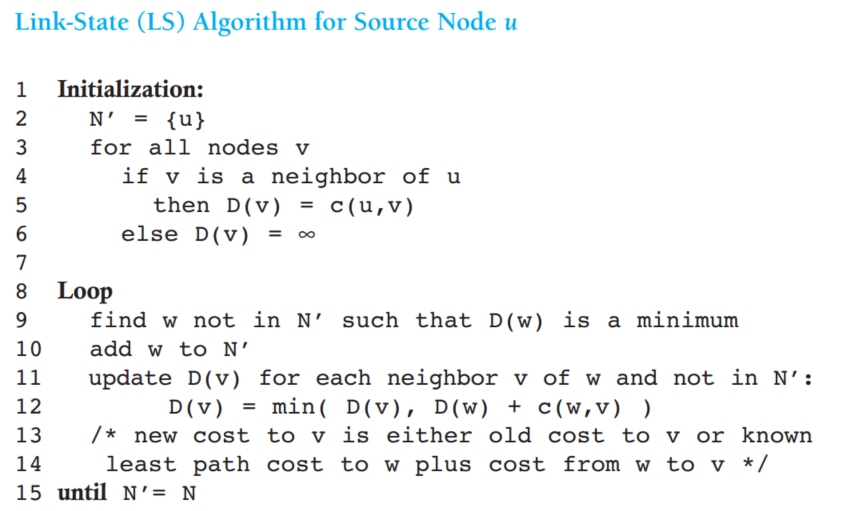 Link-State (LS) Algorithm for Source Node u
1 Initialization:
2 N′ = {u}
3 for all nodes v
4 if v is a neighbor of u
5 then D(v) = c(u,v)
6 else D(v) = ∞
7
8 Loop
9 find w not in N′ such that D(w) is a minimum
10 add w to N′
11 update D(v) for each neighbor v of w and not in N′:
12 D(v) = min( D(v), D(w) + c(w,v) )
13 /* new cost to v is either old cost to v or known
14 least path cost to w plus cost from w to v */
15 until N′= N